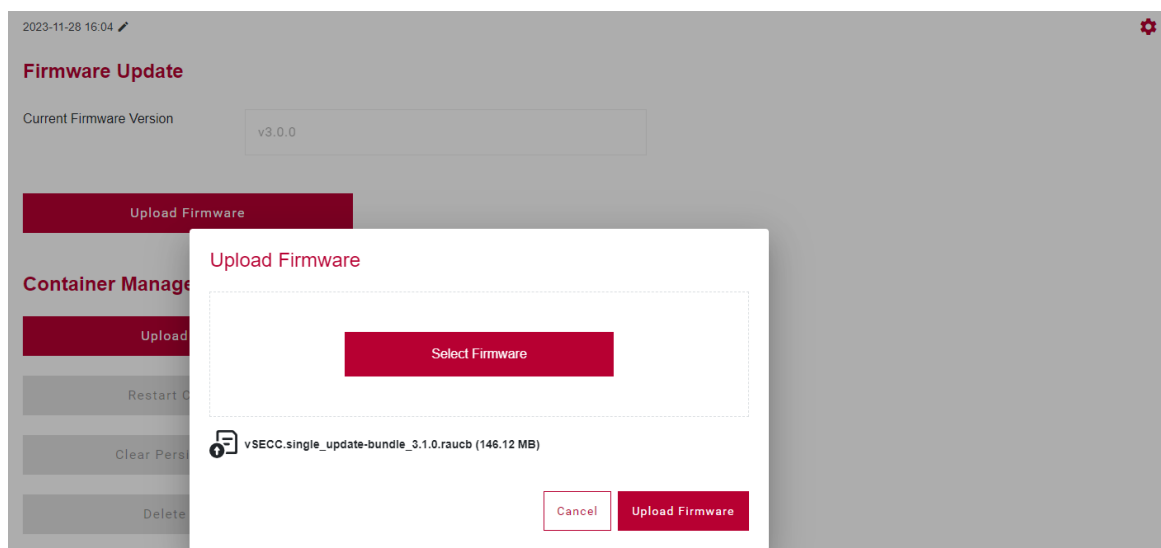 2023-11-28 16:04
Firmware Update
Current Firmware Version
v3.0.0
Upload Firmware
Container Manage
Upload
Restart C
Clear Persi
Delete
Upload Firmware
Select Firmware
vSECC.single_update-bundle_3.1.0.raucb (146.12 MB)
Cancel
Upload Firmware